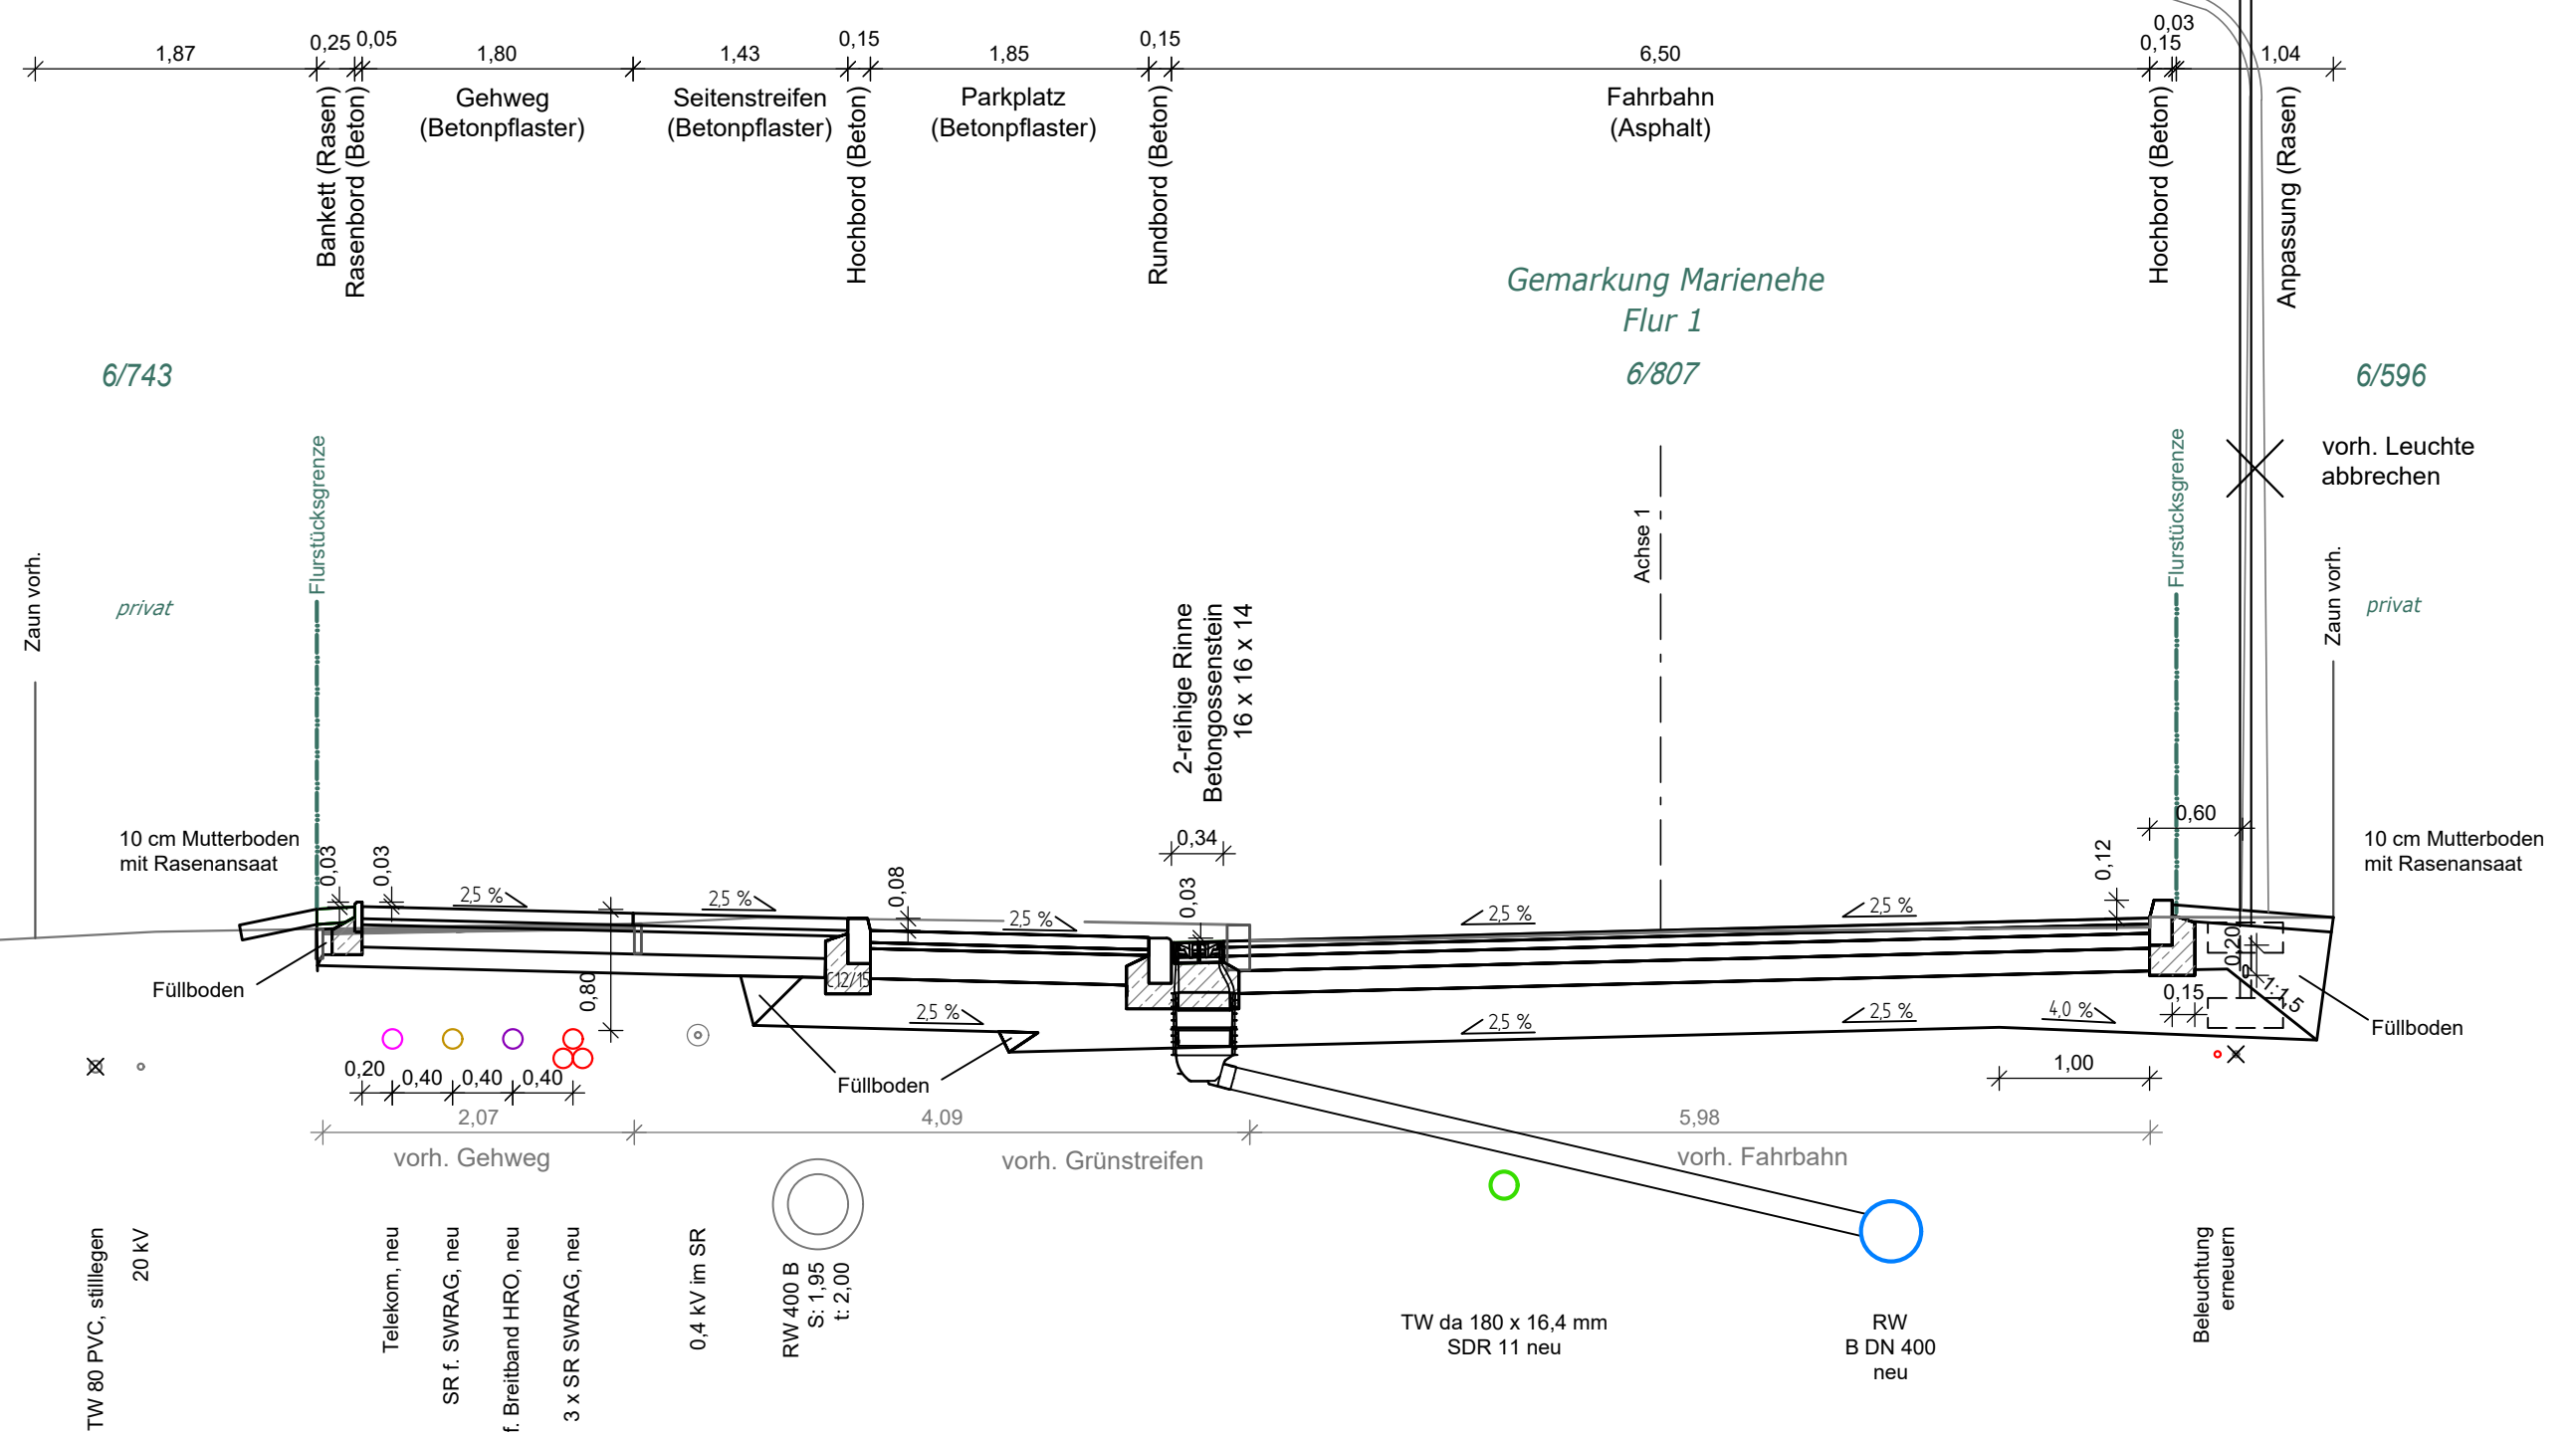 1,87
0,25
0,05
1,80
1,43
0,15
1,85
0,15
6,50
0,03
0,15
1,04
Bankett (Rasen)
Rasenbord (Beton)
Gehweg
(Betonpflaster)
Seitenstreifen
(Betonpflaster)
Hochbord (Beton)
Parkplatz
(Betonpflaster)
Rundbord (Beton)
Fahrbahn
(Asphalt)
Hochbord (Beton)
Anpassung (Rasen)
Gemarkung Marienehe
Flur 1
6/807
6/743
6/596
Flurstücksgrenze
Flurstücksgrenze
vorh. Leuchte
abbrechen
Zaun vorh.
privat
Achse 1
Zaun vorh.
privat
2-reihige Rinne
Betongossenstein
16 x 16 x 14
10 cm Mutterboden
mit Rasenansaat
0,03
0,03
2,5 %
2,5 %
0,08
2,5 %
0,34
0,03
2,5 %
2,5 %
0,12
0,60
10 cm Mutterboden
mit Rasenansaat
Füllboden
0,80
C12/15
2,5 %
2,5 %
2,5 %
4,0 %
0,20
0,15
1:1,5
Füllboden
Füllboden
0,20
0,40
0,40
0,40
1,00
2,07
4,09
5,98
vorh. Gehweg
vorh. Grünstreifen
vorh. Fahrbahn
TW 80 PVC, stilllegen
20 kV
Telekom, neu
SR f. SWRAG, neu
f. Breitband HRO, neu
3 x SR SWRAG, neu
0,4 kV im SR
RW 400 B
S: 1,95
t: 2,00
TW da 180 x 16,4 mm
SDR 11 neu
RW
B DN 400
neu
Beleuchtung
erneuern